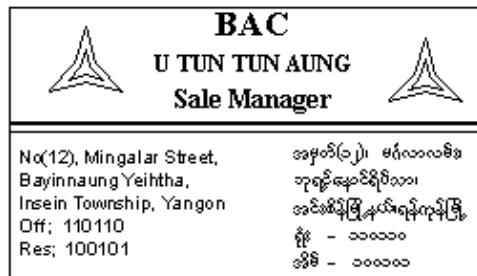 BAC
U TUN TUN AUNG
Sale Manager
No(12), Mingalar Street,
Bayinnaung Yeihtha,
Insein Township, Yangon
Off; 110110
Res; 100101
အမှတ်(၁၂)၊ မင်္ဂလာလမ်း
ဘုရင့်နောင်ရိပ်သာ၊
အင်းစိန်မြို့နယ်၊ရန်ကုန်မြို့
ရုံး - ၁၁၀၁၁၀
အိမ် - ၁၀၀၁၀၁